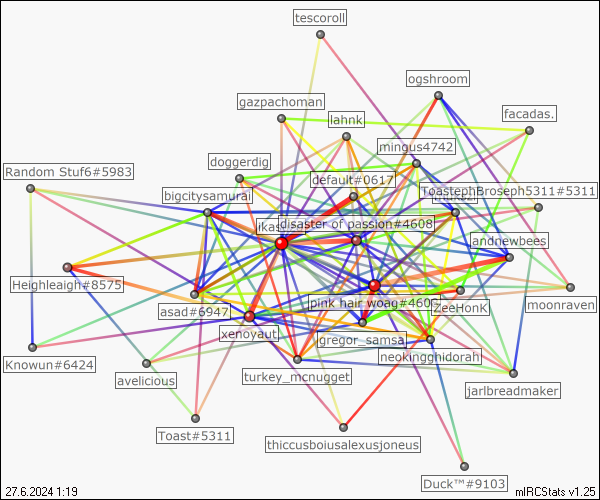 tescoroll
ogshroom
gazpachoman
facadas.
lahnk
mingus4742
doggerdig
Random Stuf6#5983
default#0617
ToastephBroseph5311#5311
bigcitysamurai
disaster of passion#4608
andnewbees
Heighleaigh#8575
pink hair woag#460
moonraven
asad#6947
ZeeHonK
xenoyaut
gregor_samsa
neokingghidorah
Knowun#6424
avelicious
turkey_mcnugget
jarlbreadmaker
Toast#5311
thiccusboiusalexusjoneus
Duck™#9103
27.6.2024 1:19
mIRCStats v1.25